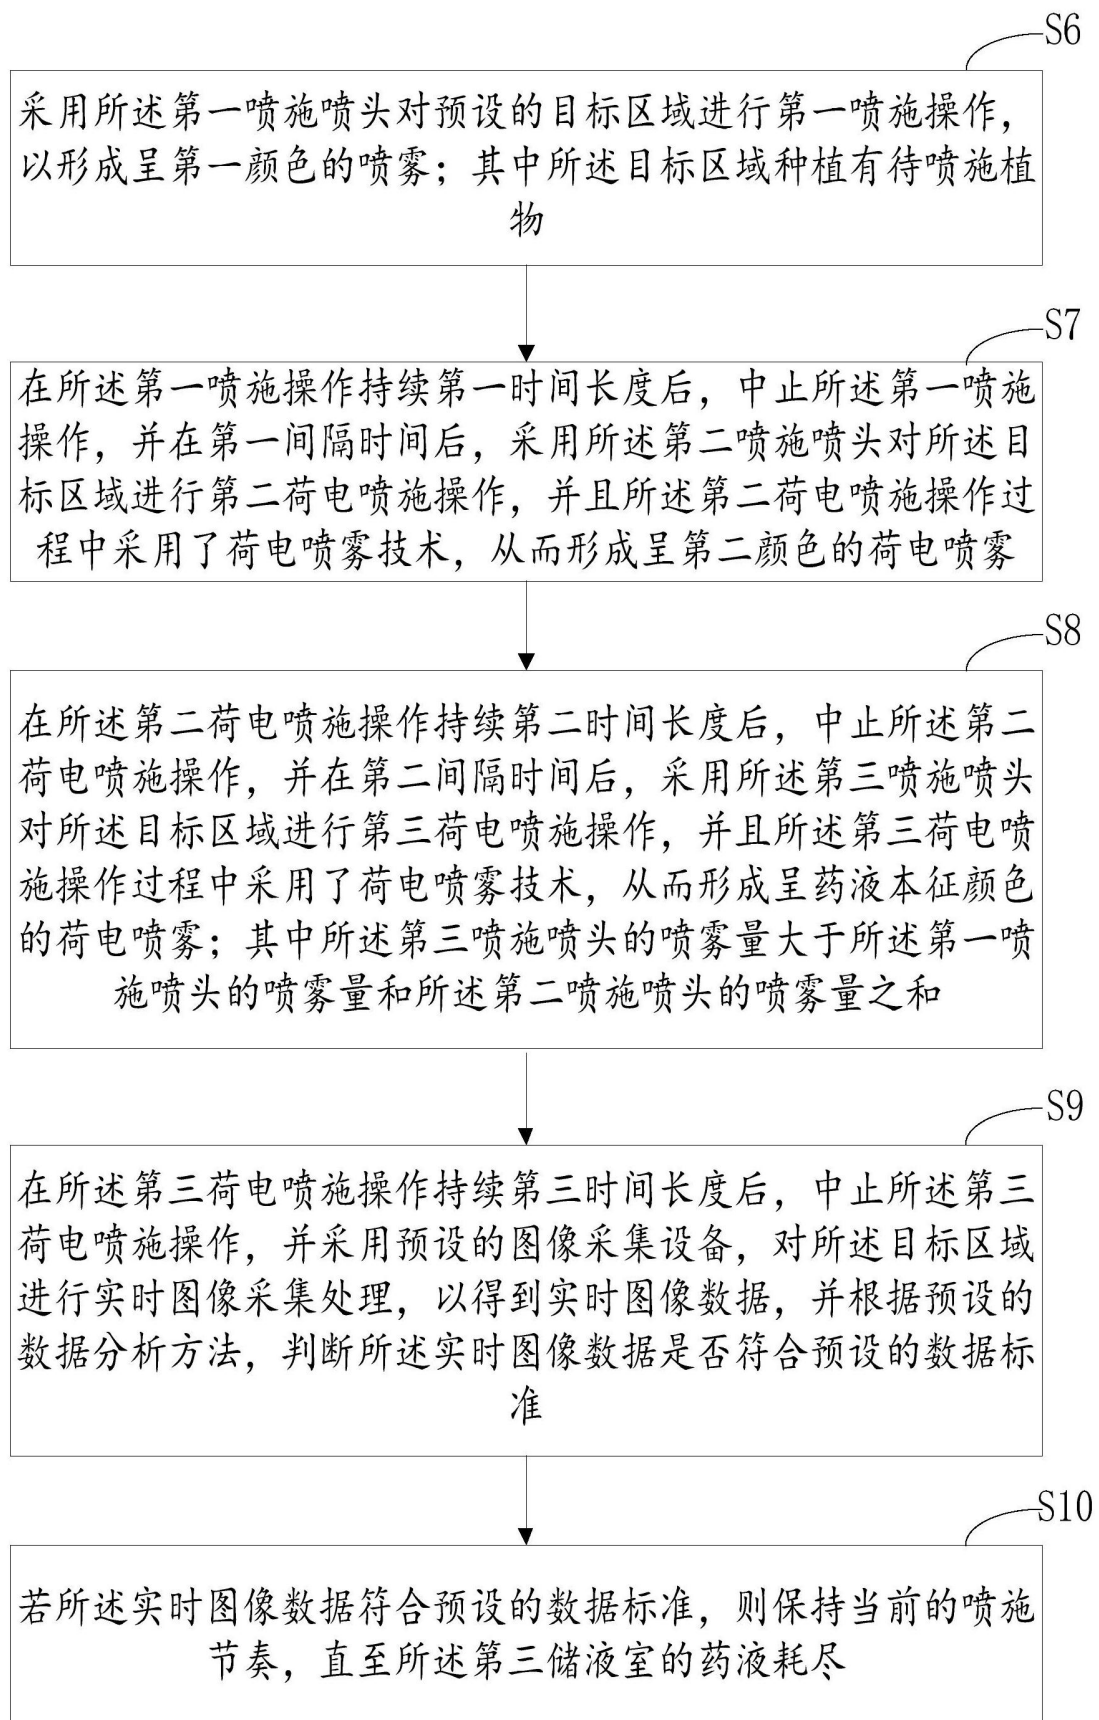 S6
采用所述第一喷施喷头对预设的目标区域进行第一喷施操作，
以形成呈第一颜色的喷雾；其中所述目标区域种植有待喷施植
物
S7
在所述第一喷施操作持续第一时间长度后，中止所述第一喷施
操作，并在第一间隔时间后，采用所述第二喷施喷头对所述目
标区域进行第二荷电喷施操作，并且所述第二荷电喷施操作过
程中采用了荷电喷雾技术，从而形成呈第二颜色的荷电喷雾
S8
在所述第二荷电喷施操作持续第二时间长度后，中止所述第二
荷电喷施操作，并在第二间隔时间后，采用所述第三喷施喷头
对所述目标区域进行第三荷电喷施操作，并且所述第三荷电喷
施操作过程中采用了荷电喷雾技术，从而形成呈药液本征颜色
的荷电喷雾；其中所述第三喷施喷头的喷雾量大于所述第一喷
施喷头的喷雾量和所述第二喷施喷头的喷雾量之和
S9
在所述第三荷电喷施操作持续第三时间长度后，中止所述第三
荷电喷施操作，并采用预设的图像采集设备，对所述目标区域
进行实时图像采集处理，以得到实时图像数据，并根据预设的
数据分析方法，判断所述实时图像数据是否符合预设的数据标
准
S10
若所述实时图像数据符合预设的数据标准，则保持当前的喷施
节奏，直至所述第三储液室的药液耗尽